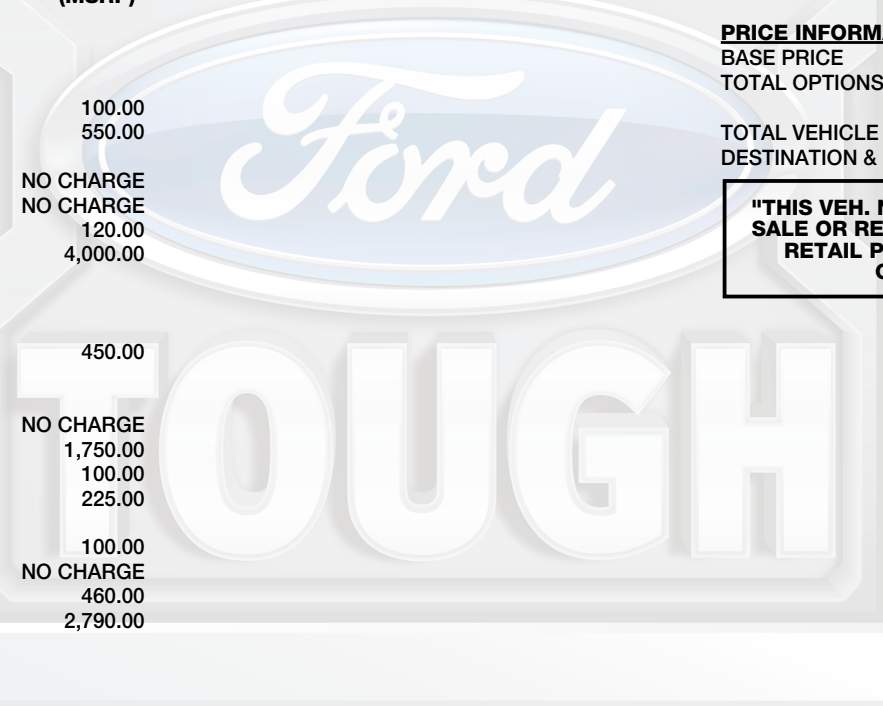 (MSRP)
100.00
550.00
NO CHARGE
NO CHARGE
120.00
4,000.00
450.00
NO CHARGE
1,750.00
100.00
225.00
100.00
NO CHARGE
460.00
2,790.00
PRICE INFORMA
BASE PRICE
TOTAL OPTIONS
TOTAL VEHICLE
DESTINATION &
"THIS VEH.
SALE OR RE
RETAIL P
Ford
TOUGH